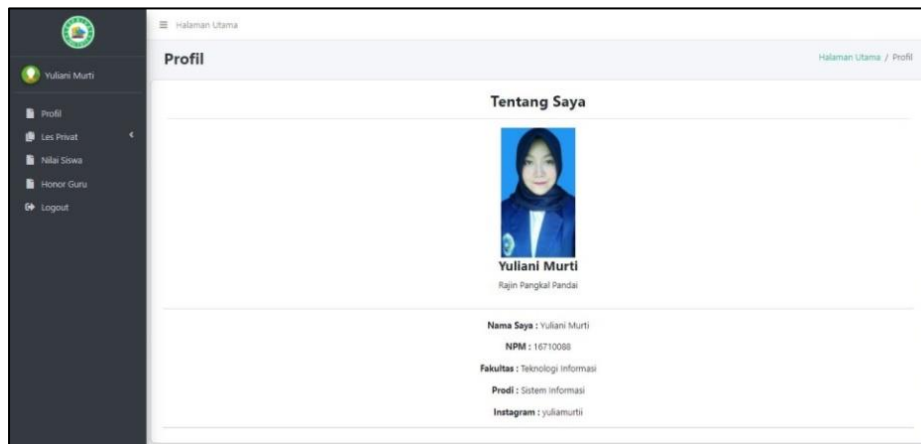 Halaman Utama
Profil
Halaman Utama / Profil
Yuliani Murti
Profil
Les Privat
Nilai Siswa
Honor Guru
Logout
Tentang Saya
Yuliani Murti
Rajin Pangkal Pandai
Nama Saya : Yuliani Murti
NPM : 16710088
Fakultas : Teknologi Informasi
Prodi : Sistem Informasi
Instagram : yuliamurtii